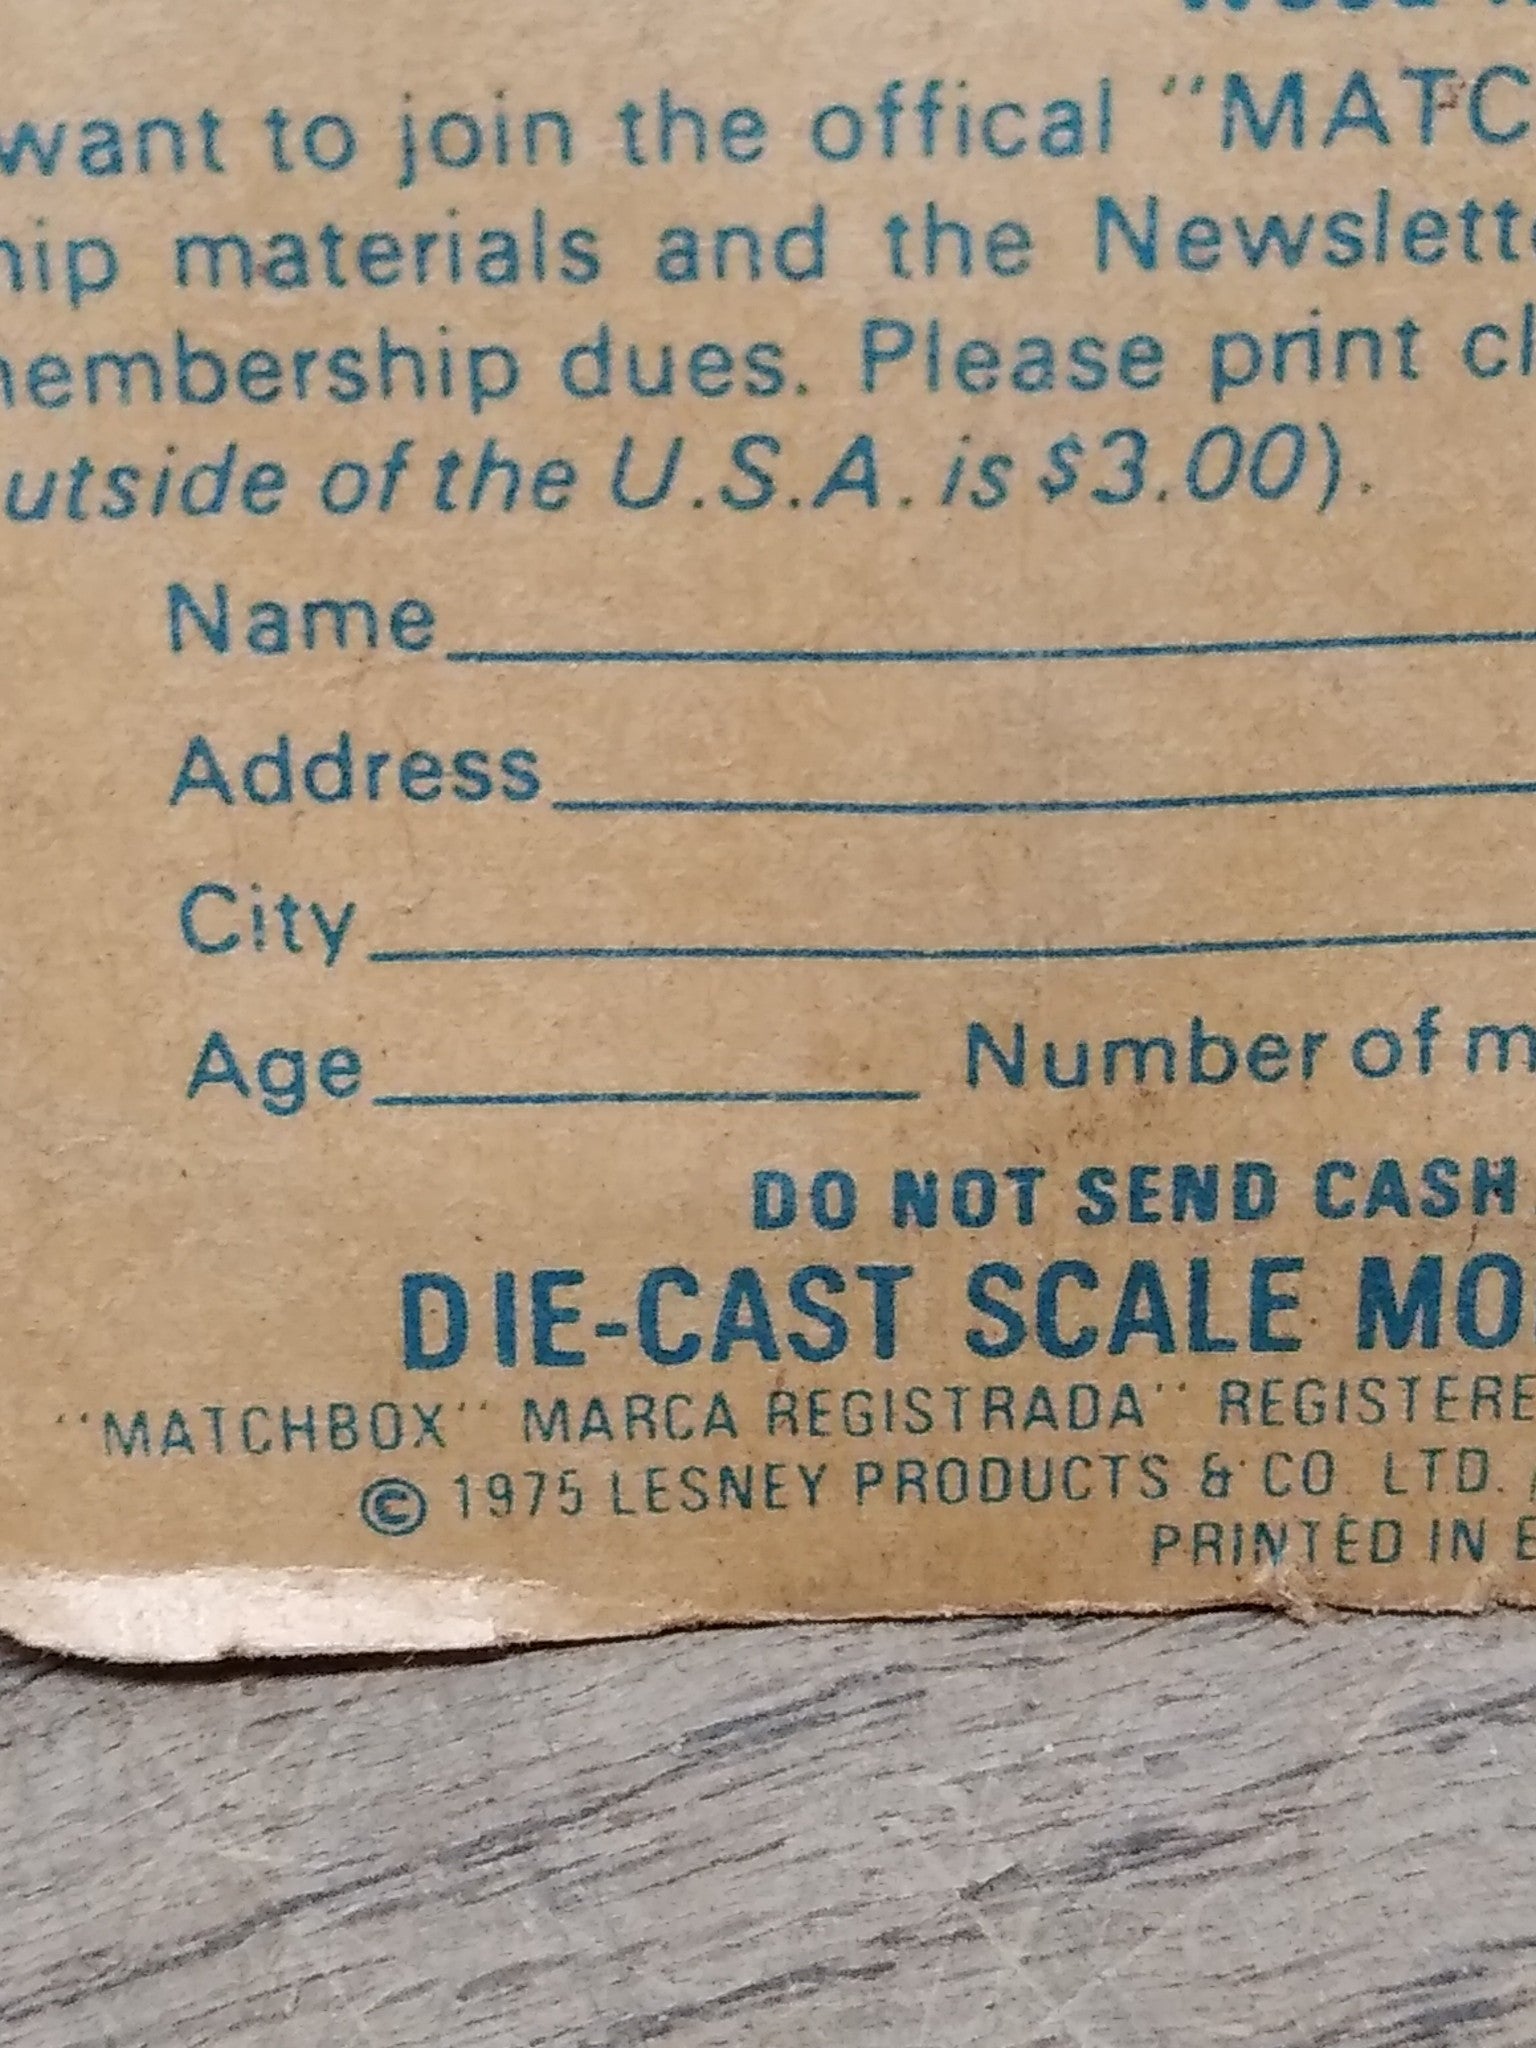 want to join the offical "MATC
hip materials and the Newslett
embership dues. Please print cl
utside of the U.S.A. is $3.00).
Name
Address
City
Age Number of m
DO NOT SEND CASH
DIE-CAST SCALE MO
"MATCHBOX" MARCA REGISTRADA" REGISTERE
© 1975 LESNEY PRODUCTS & CO. LTD.
PRINTED IN E